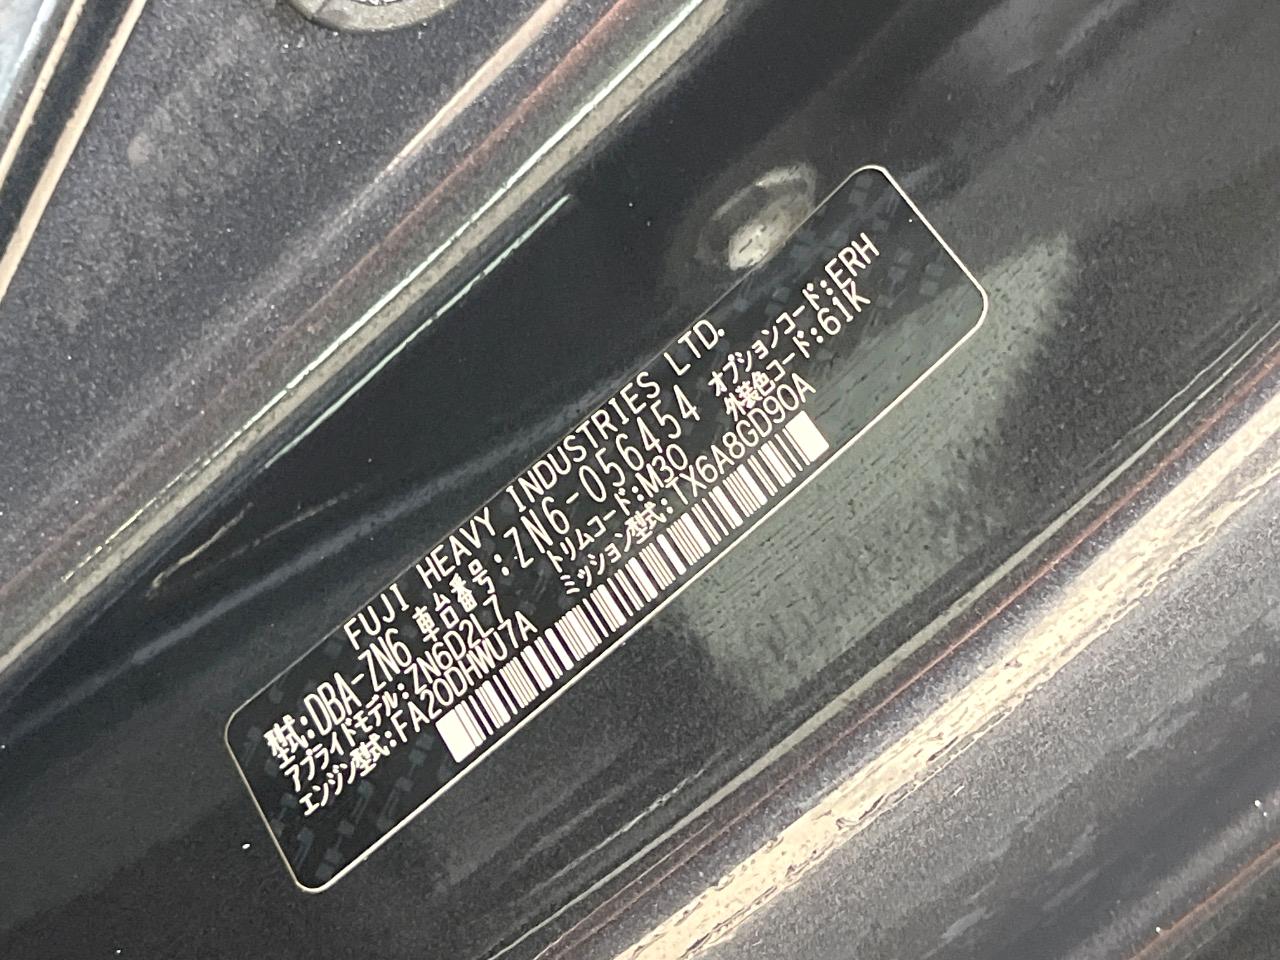 FUJI HEAVY INDUSTRIES LTD.
型式:DBA-ZN6 車台番号:ZN6-056454
アプライドモデル:ZN6D2L7 トリムコード:M30 オプションコード:ERH
エンジン型式:FA20DHWU7A ミッション型式:TX6A8GD90A 外装色コード:61K